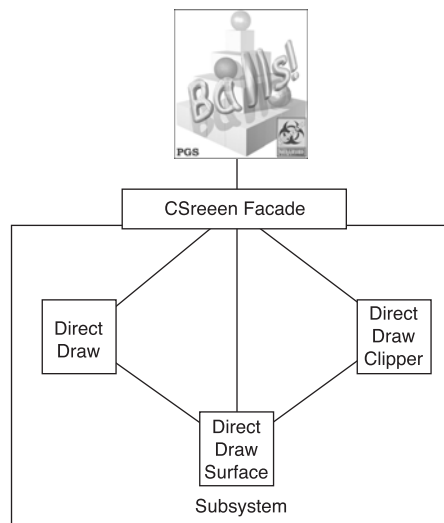 Balls!
PGS
CSreeen Facade
Direct
Draw
Direct
Draw
Clipper
Direct
Draw
Surface
Subsystem